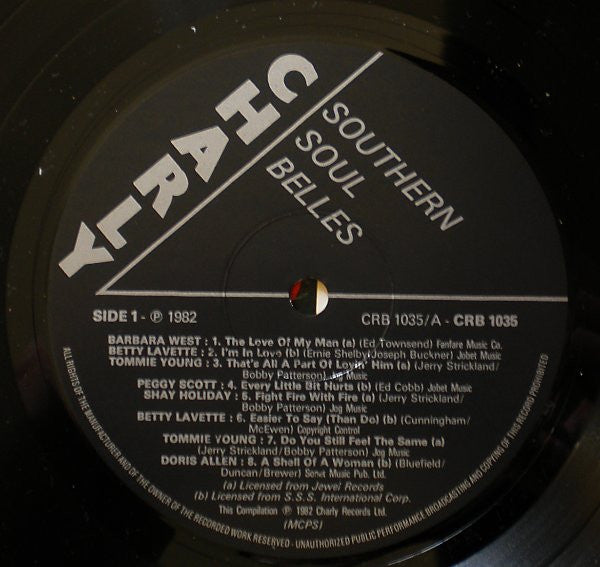 CHARLY
SOUTHERN
SOUL
BELLES
SIDE 1 - ℗ 1982
CRB 1035/A - CRB 1035
BARBARA WEST : 1. The Love Of My Man (a) (Ed Townsend) Fanfare Music Co.
BETTY LAVETTE : 2. I'm In Love (b) (Ernie Shelby/Joseph Buckner) Jobet Music
TOMMIE YOUNG : 3. That's All A Part Of Lovin' Him (a) (Jerry Strickland/
Bobby Patterson) Jog Music
PEGGY SCOTT : 4. Every Little Bit Hurts (b) (Ed Cobb) Jobet Music
SHAY HOLIDAY : 5. Fight Fire With Fire (a) (Jerry Strickland/
Bobby Patterson) Jog Music
BETTY LAVETTE : 6. Easier To Say (Than Do) (b) (Cunningham/
McEwen) Copyright Control
TOMMIE YOUNG : 7. Do You Still Feel The Same (a)
(Jerry Strickland/Bobby Patterson) Jog Music
DORIS ALLEN : 8. A Shell Of A Woman (b) (Bluefield/
Duncan/Brewer) Senet Music Pub. Ltd.
(a) Licensed from Jewel Records
(b) Licensed from S.S.S. International Corp.
This Compilation ℗ 1982 Charly Records Ltd.
(MCPS)
ALL RIGHTS OF THE MANUFACTURER AND OF THE OWNER OF THE RECORDED WORK RESERVED - UNAUTHORIZED PUBLIC PERFORMANCE BROADCASTING AND COPYING OF THIS RECORD PROHIBITED